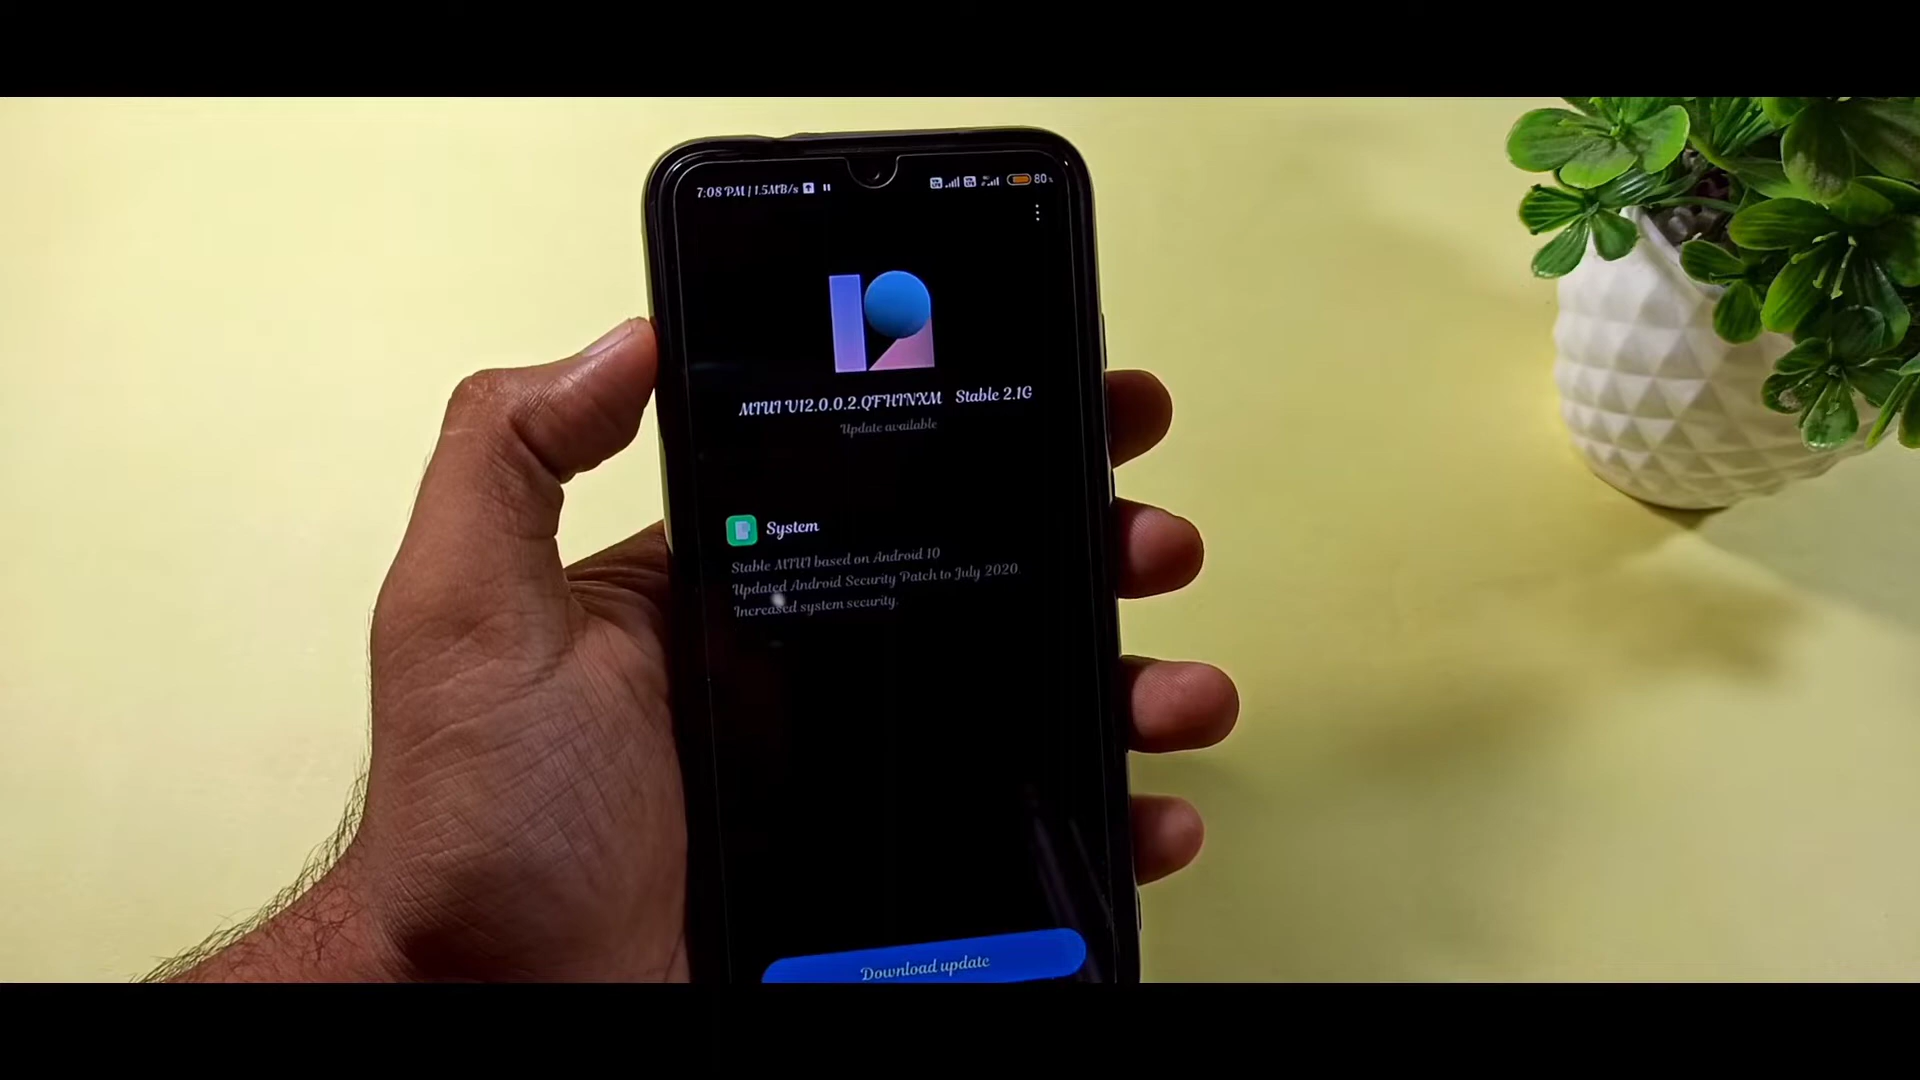 7:08 PM | 1.5MB/s
80
MIUI V12.0.0.2.QFHINXM Stable 2.1G
Update available
System
Stable MIUI based on Android 10
Updated Android Security Patch to July 2020.
Increased system security.
Download update